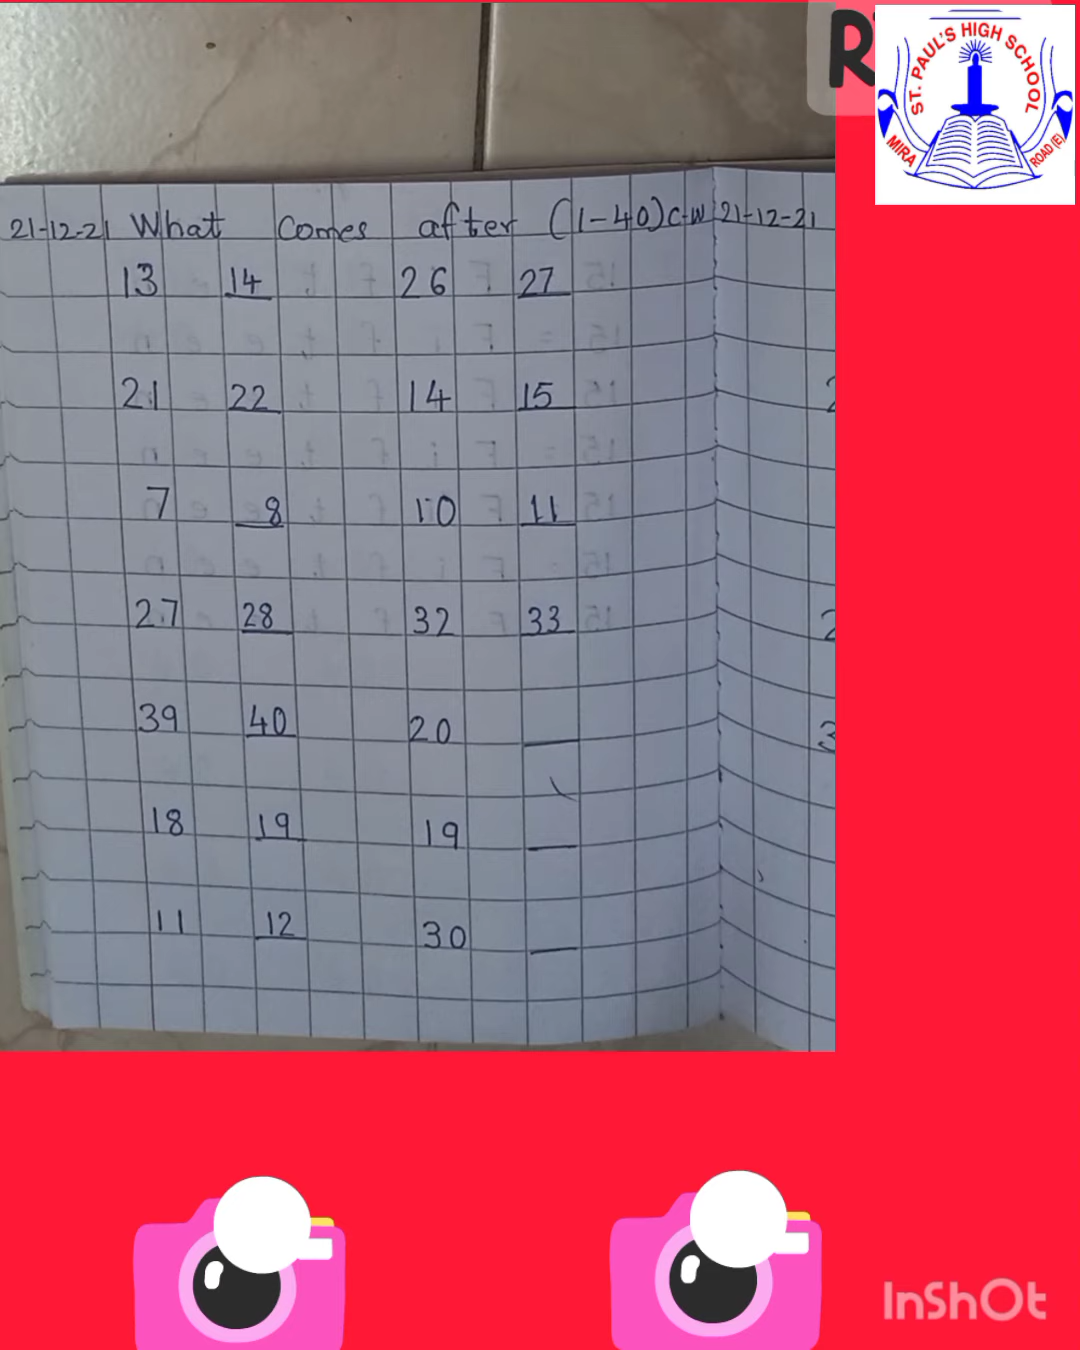 ST. PAUL'S HIGH SCHOOL
MIRA ROAD (E)
21-12-21 What Comes after (1-40) C-W 21-12-21
13 14 26 27
21 22 14 15
7 8 10 11
27 28 32 33
39 40 20
18 19 19
11 12 30
InShOt